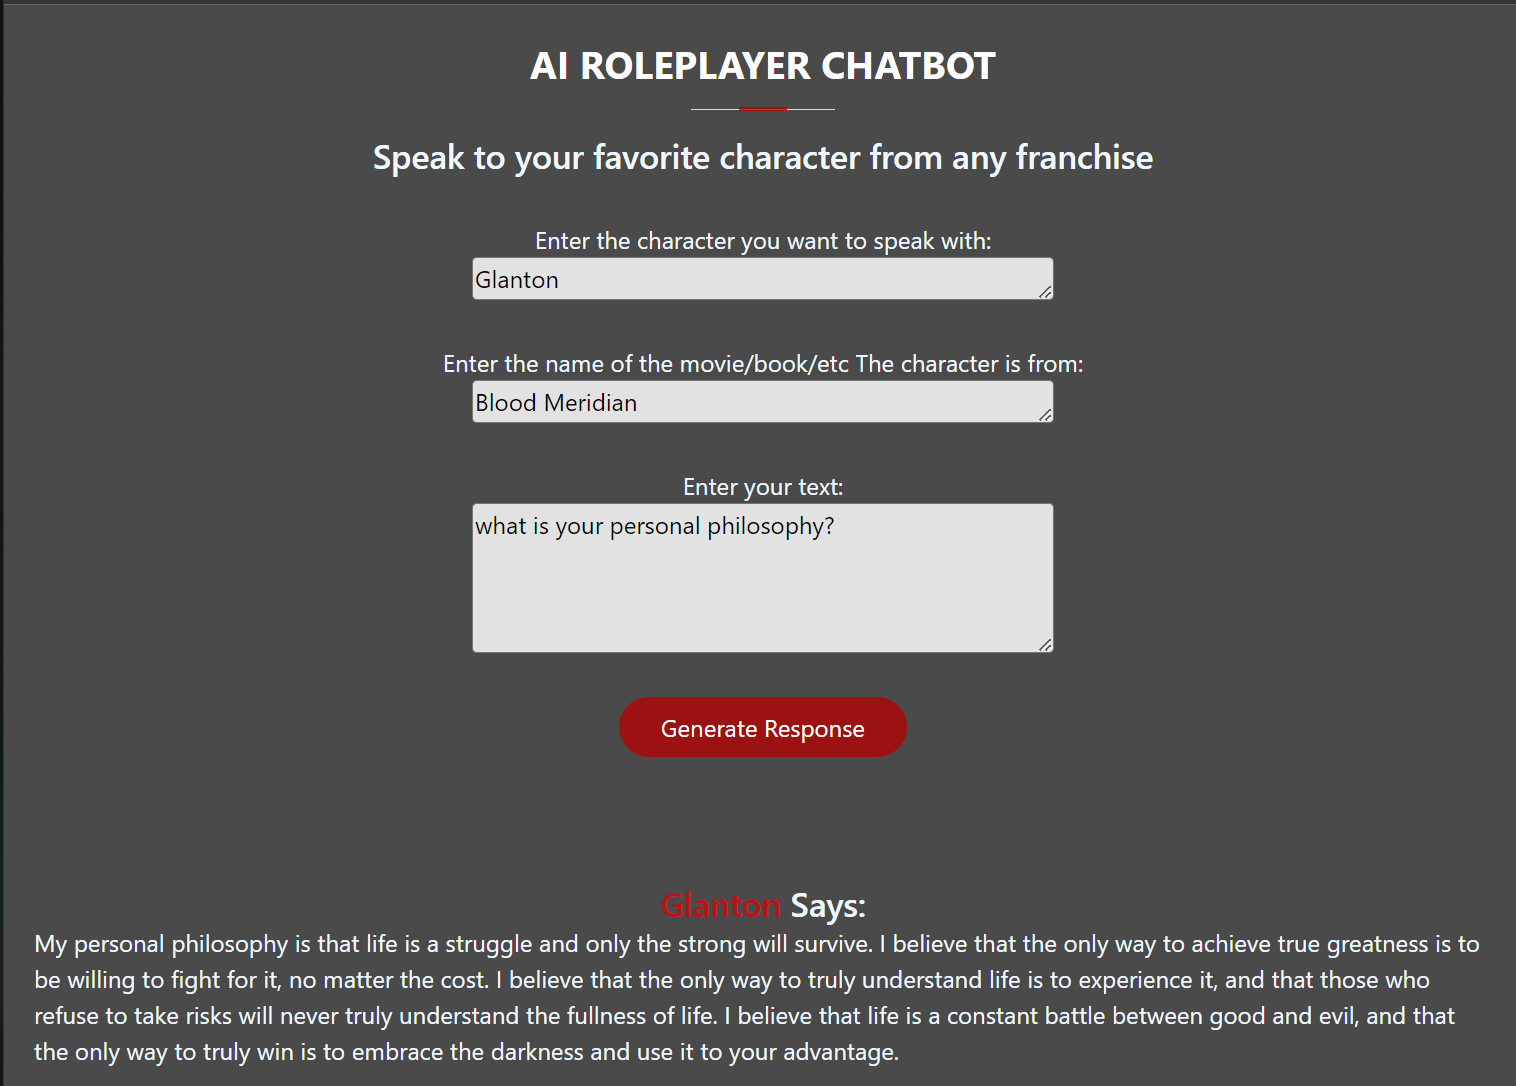 AI ROLEPLAYER CHATBOT
Speak to your favorite character from any franchise
Enter the character you want to speak with:
Glanton
Enter the name of the movie/book/etc The character is from:
Blood Meridian
Enter your text:
what is your personal philosophy?
Generate Response
Glanton Says:
My personal philosophy is that life is a struggle and only the strong will survive. I believe that the only way to achieve true greatness is to
be willing to fight for it, no matter the cost. I believe that the only way to truly understand life is to experience it, and that those who
refuse to take risks will never truly understand the fullness of life. I believe that life is a constant battle between good and evil, and that
the only way to truly win is to embrace the darkness and use it to your advantage.